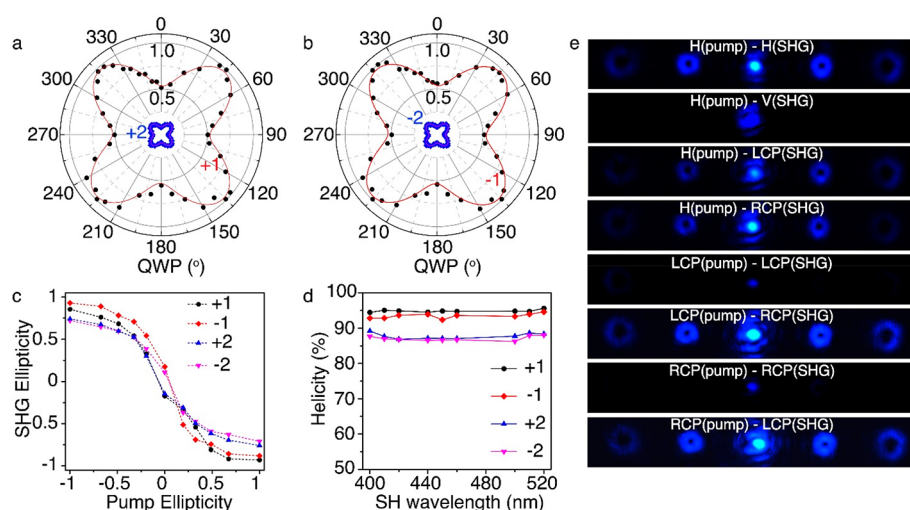 a
0
330
30
1.0
300
60
0.5
+2
270
90
+1
240
120
210
150
180
QWP (º)
b
0
330
30
1.0
300
60
0.5
-2
270
90
-1
240
120
210
150
180
QWP (º)
c
SHG Ellipticity
1
0.5
0
-0.5
-1
+1
-1
+2
-2
-1 -0.5 0 0.5 1
Pump Ellipticity
d
Helicity (%)
100
90
80
70
60
50
+1
-1
+2
-2
400 440 480 520
SH wavelength (nm)
e
H(pump) - H(SHG)
H(pump) - V(SHG)
H(pump) - LCP(SHG)
H(pump) - RCP(SHG)
LCP(pump) - LCP(SHG)
LCP(pump) - RCP(SHG)
RCP(pump) - RCP(SHG)
RCP(pump) - LCP(SHG)